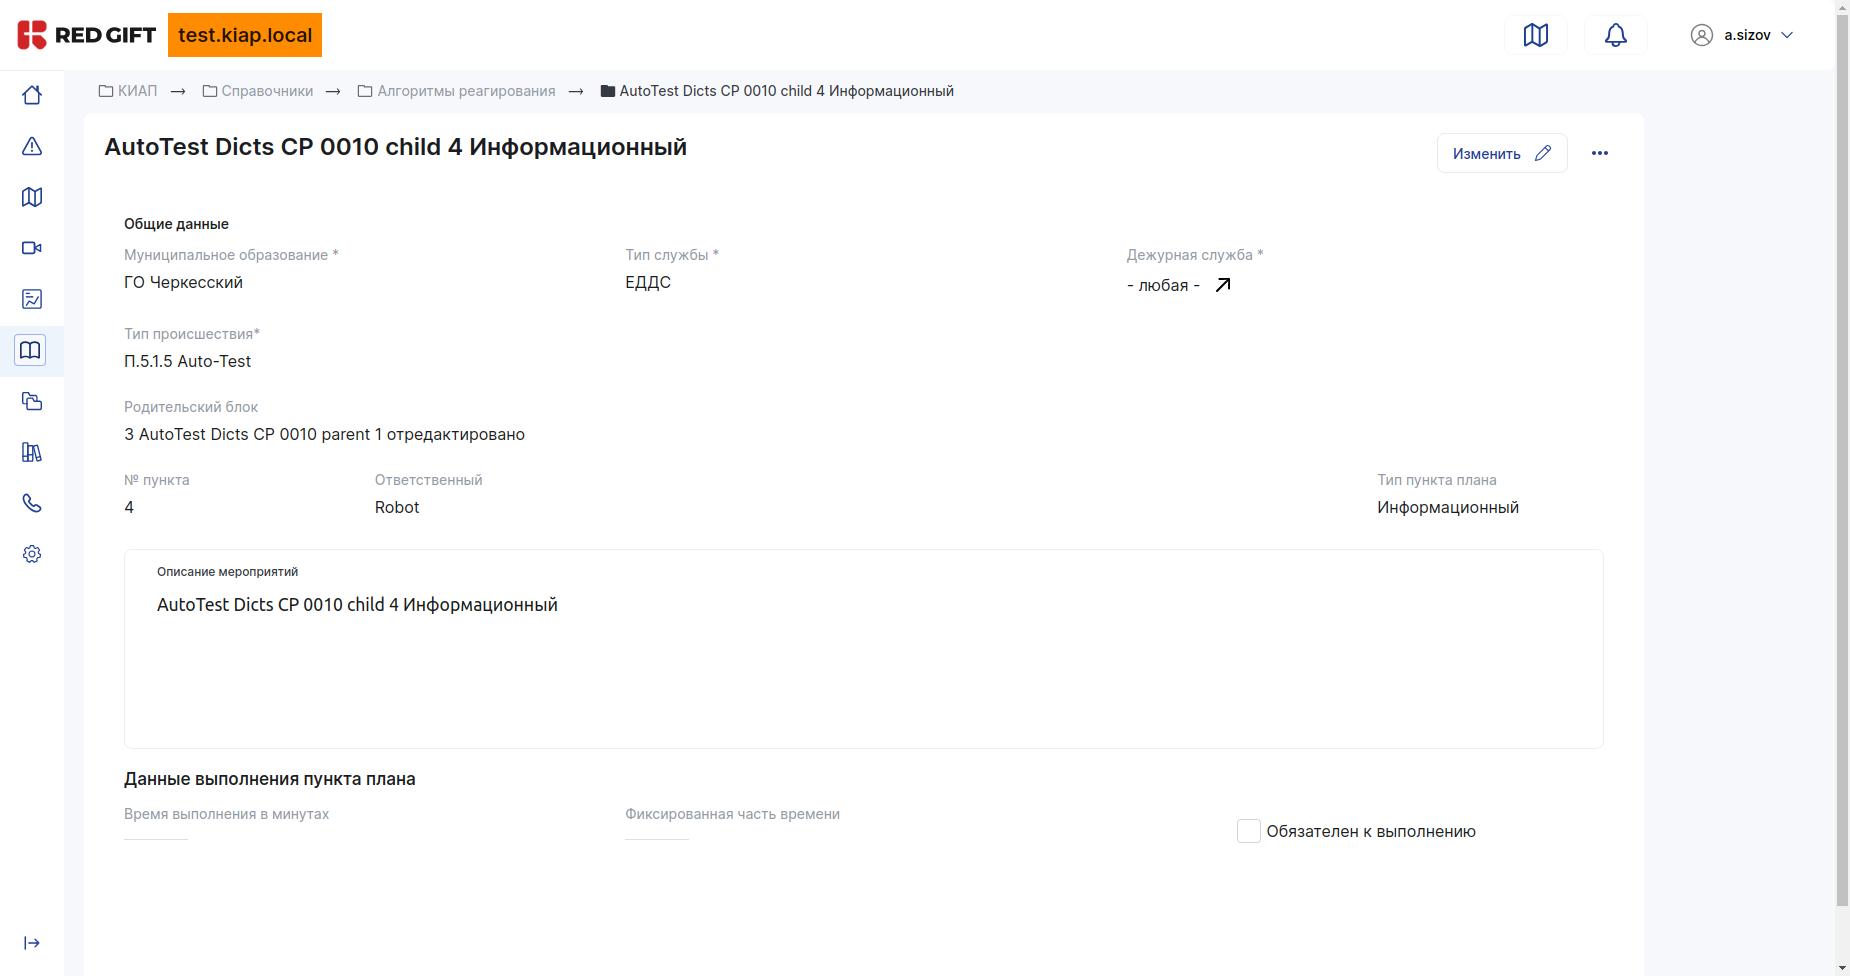 RED GIFT test.kiap.local a.sizov
КИАП → Справочники → Алгоритмы реагирования → AutoTest Dicts CP 0010 child 4 Информационный
AutoTest Dicts CP 0010 child 4 Информационный
Изменить
Общие данные
Муниципальное образование * Тип службы * Дежурная служба *
ГО Черкесский ЕДДС - любая -
Тип происшествия*
П.5.1.5 Auto-Test
Родительский блок
3 AutoTest Dicts CP 0010 parent 1 отредактировано
№ пункта Ответственный Тип пункта плана
4 Robot Информационный
Описание мероприятий
AutoTest Dicts CP 0010 child 4 Информационный
Данные выполнения пункта плана
Время выполнения в минутах Фиксированная часть времени
Обязателен к выполнению